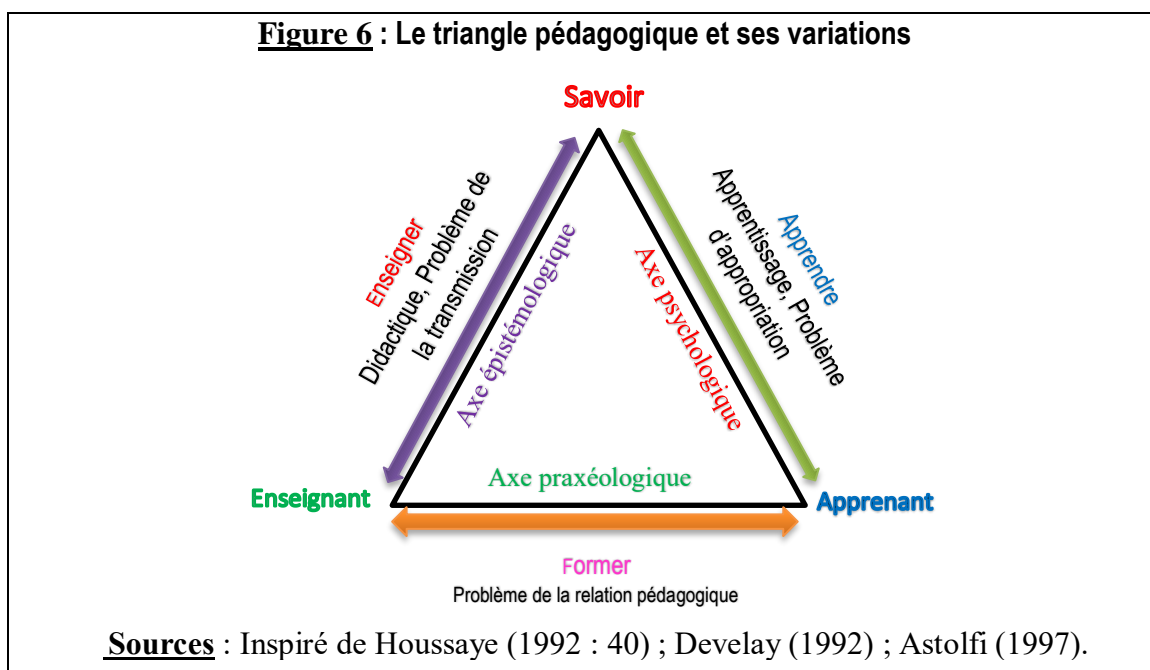 Figure 6 : Le triangle pédagogique et ses variations
Savoir
Enseigner
Didactique, Problème de
la transmission
Axe épistémologique
Axe psychologique
Apprendre
Apprentissage, Problème
d'appropriation
Enseignant
Axe praxéologique
Apprenant
Former
Problème de la relation pédagogique
Sources : Inspiré de Houssaye (1992 : 40) ; Develay (1992) ; Astolfi (1997).